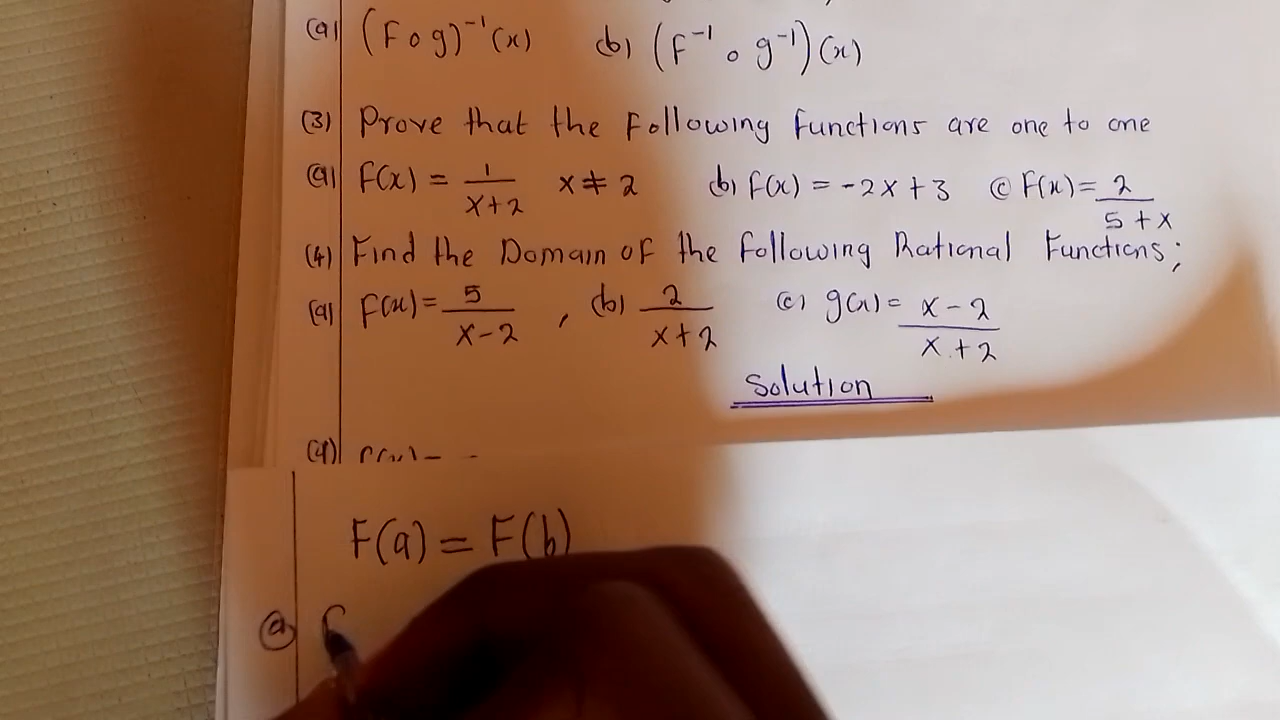 (a) (Fog)⁻¹(x) (b) (F⁻¹ o g⁻¹)(x)
(3) Prove that the Following Functions are one to one
(a) F(x) = 1/(x+2) x ≠ 2 (b) F(x) = -2x + 3 (c) F(x) = 2/(5+x)
(4) Find the Domain of the Following Rational Functions;
(a) F(x) = 5/(x-2) , (b) 2/(x+2) (c) g(x) = (x-2)/(x+2)
Solution
F(a) = F(b)
(a)